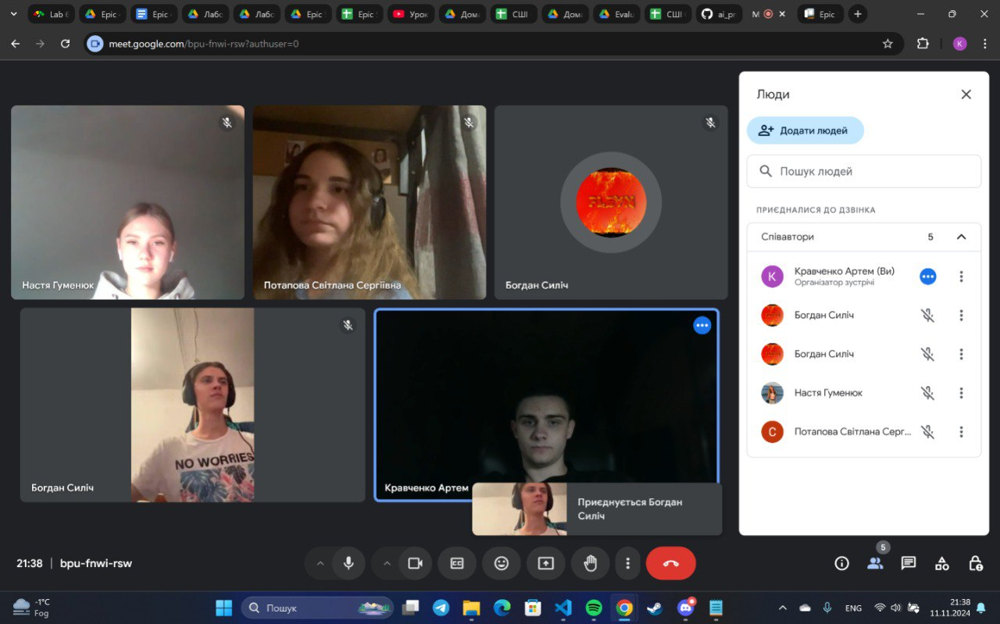 Lab 6
Epic
Epic
Лабо
Лабо
Epic
Epic
Урок
Дома
СШІ
Дома
Evalu
СШІ
ai_pr
M
Epic
meet.google.com/bpu-fnwi-rsw?authuser=0
K
Люди
Додати людей
Пошук людей
ПРИЄДНАЛИСЯ ДО ДЗВІНКА
Співавтори 5
K
Кравченко Артем (Ви)
Організатор зустрічі
Богдан Силіч
Богдан Силіч
Настя Гуменюк
С
Потапова Світлана Серг...
Настя Гуменюк
Потапова Світлана Сергіївна
FLEYN
Богдан Силіч
NO WORRIES
Богдан Силіч
Кравченко Артем
Приєднується Богдан
Силіч
21:38 | bpu-fnwi-rsw
CC
5
-1°C
Fog
Пошук
ENG
21:38
11.11.2024